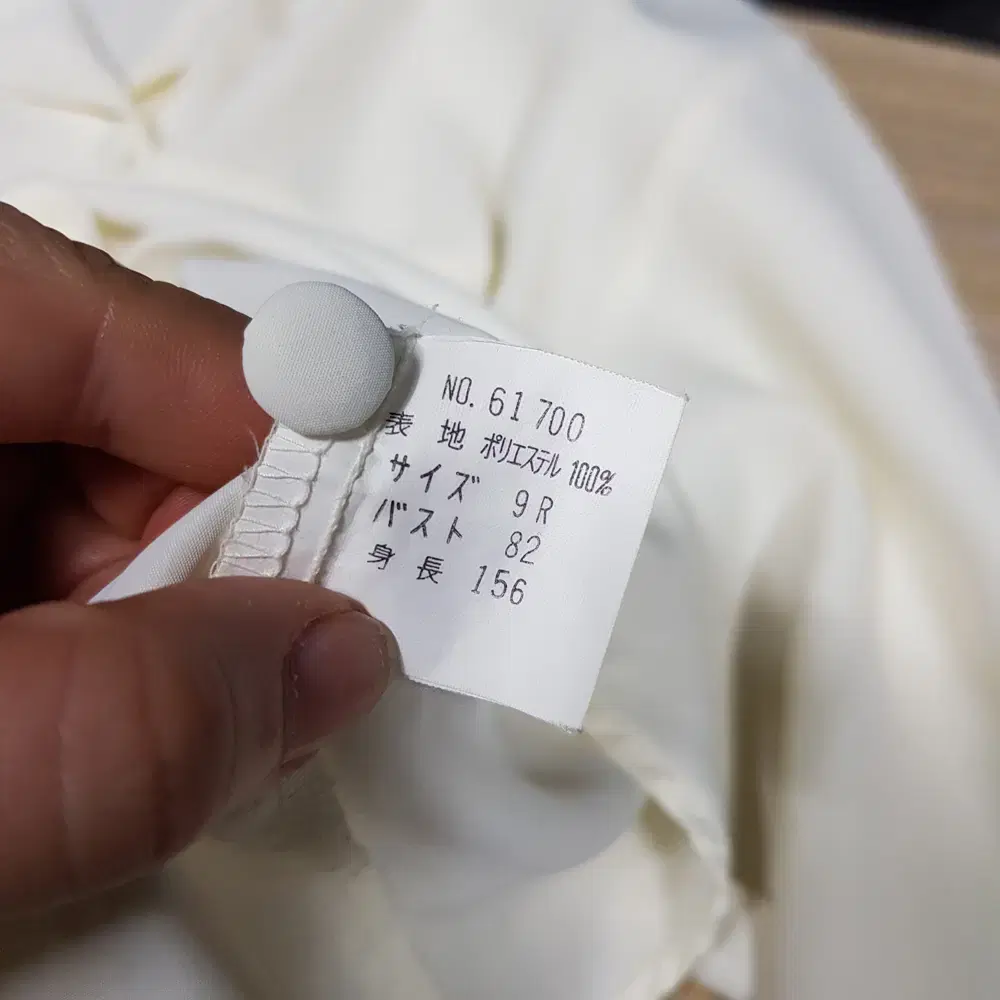 NO. 61700
表地 ポリエステル 100%
サイズ 9R
バスト 82
身長 156